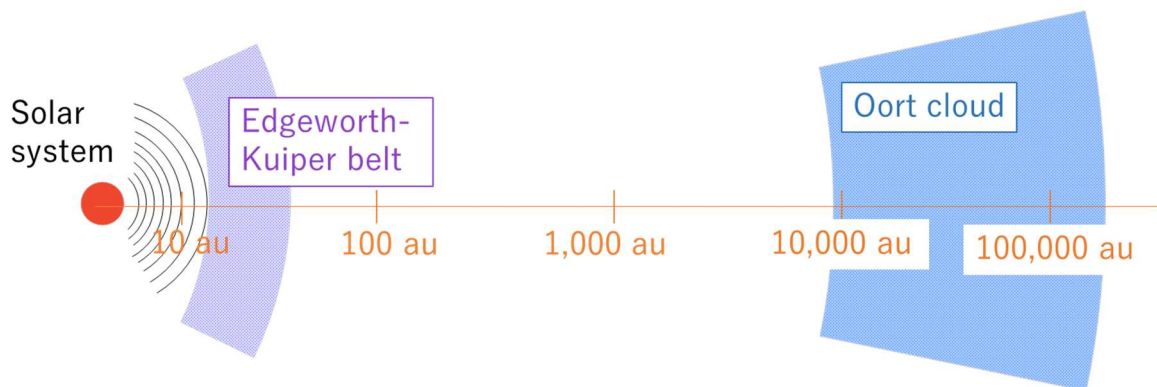 Solar
system
Edgeworth-
Kuiper belt
Oort cloud
10 au
100 au
1,000 au
10,000 au
100,000 au